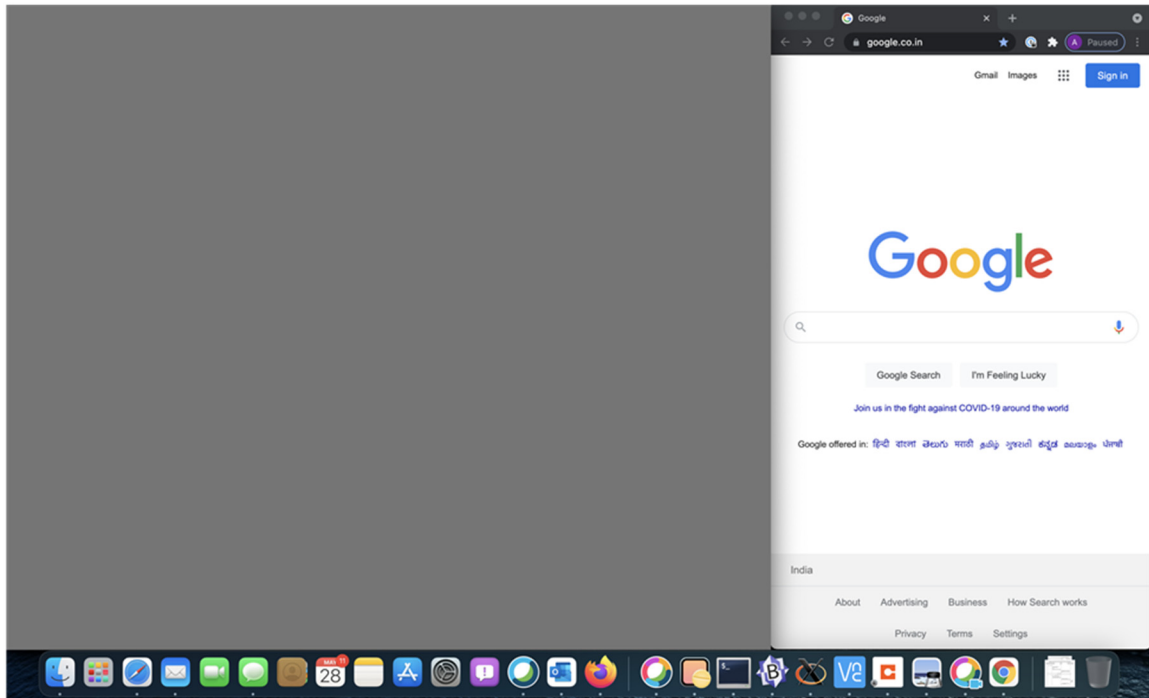 Google
google.co.in
A Paused
Gmail Images Sign in
Google
Google Search I'm Feeling Lucky
Join us in the fight against COVID-19 around the world
Google offered in: हिन्दी বাংলা తెలుగు मराठी தமிழ் ગુજરાતી ಕನ್ನಡ മലയാളം ਪੰਜਾਬੀ
India
About Advertising Business How Search works
Privacy Terms Settings
11
28